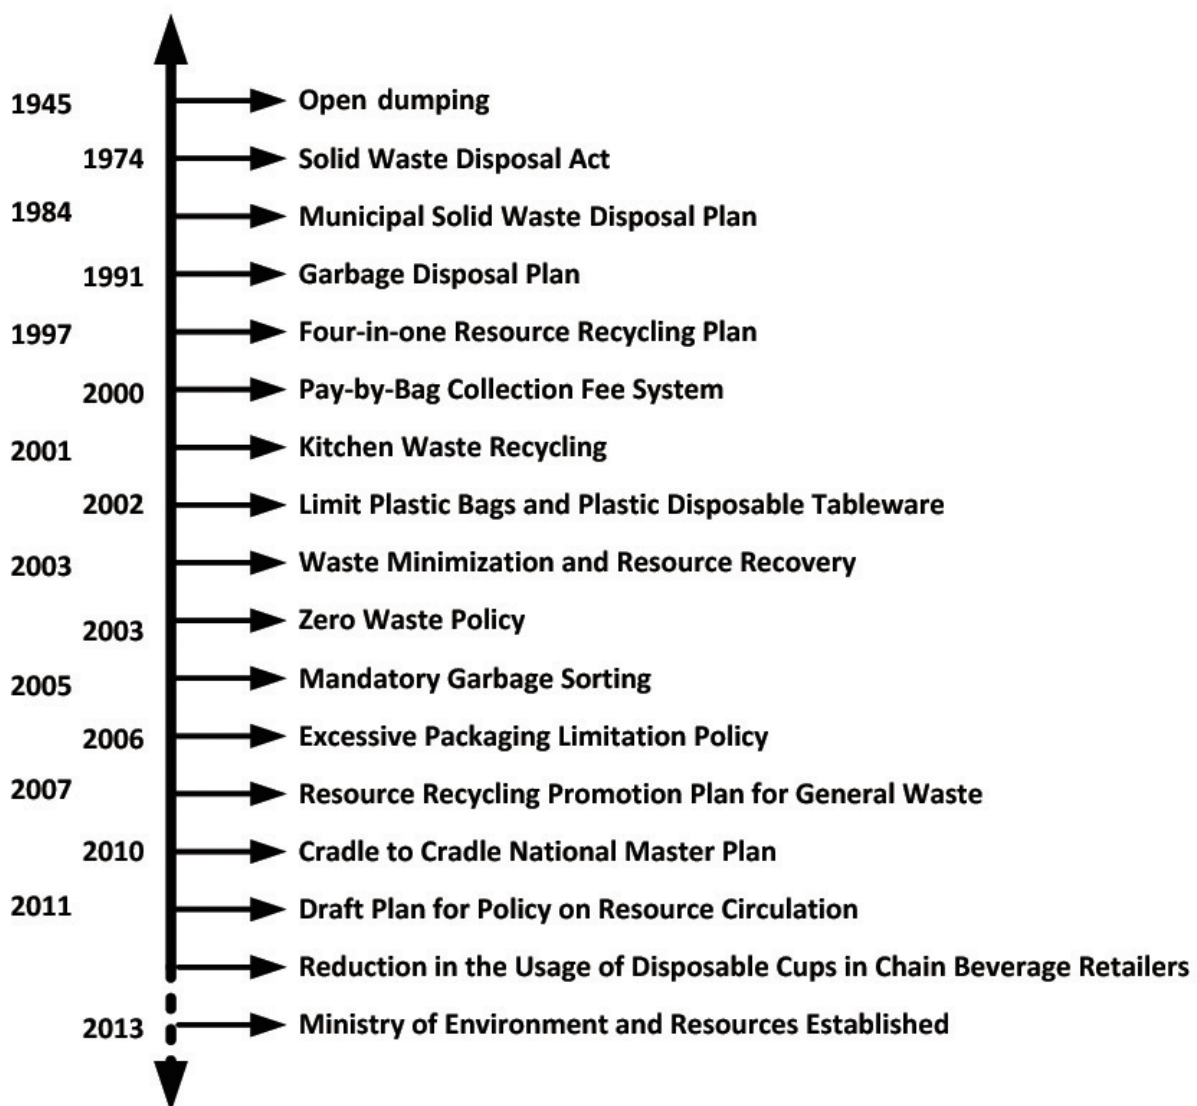 1945 Open dumping
1974 Solid Waste Disposal Act
1984 Municipal Solid Waste Disposal Plan
1991 Garbage Disposal Plan
1997 Four-in-one Resource Recycling Plan
2000 Pay-by-Bag Collection Fee System
2001 Kitchen Waste Recycling
2002 Limit Plastic Bags and Plastic Disposable Tableware
2003 Waste Minimization and Resource Recovery
2003 Zero Waste Policy
2005 Mandatory Garbage Sorting
2006 Excessive Packaging Limitation Policy
2007 Resource Recycling Promotion Plan for General Waste
2010 Cradle to Cradle National Master Plan
2011 Draft Plan for Policy on Resource Circulation
Reduction in the Usage of Disposable Cups in Chain Beverage Retailers
2013 Ministry of Environment and Resources Established